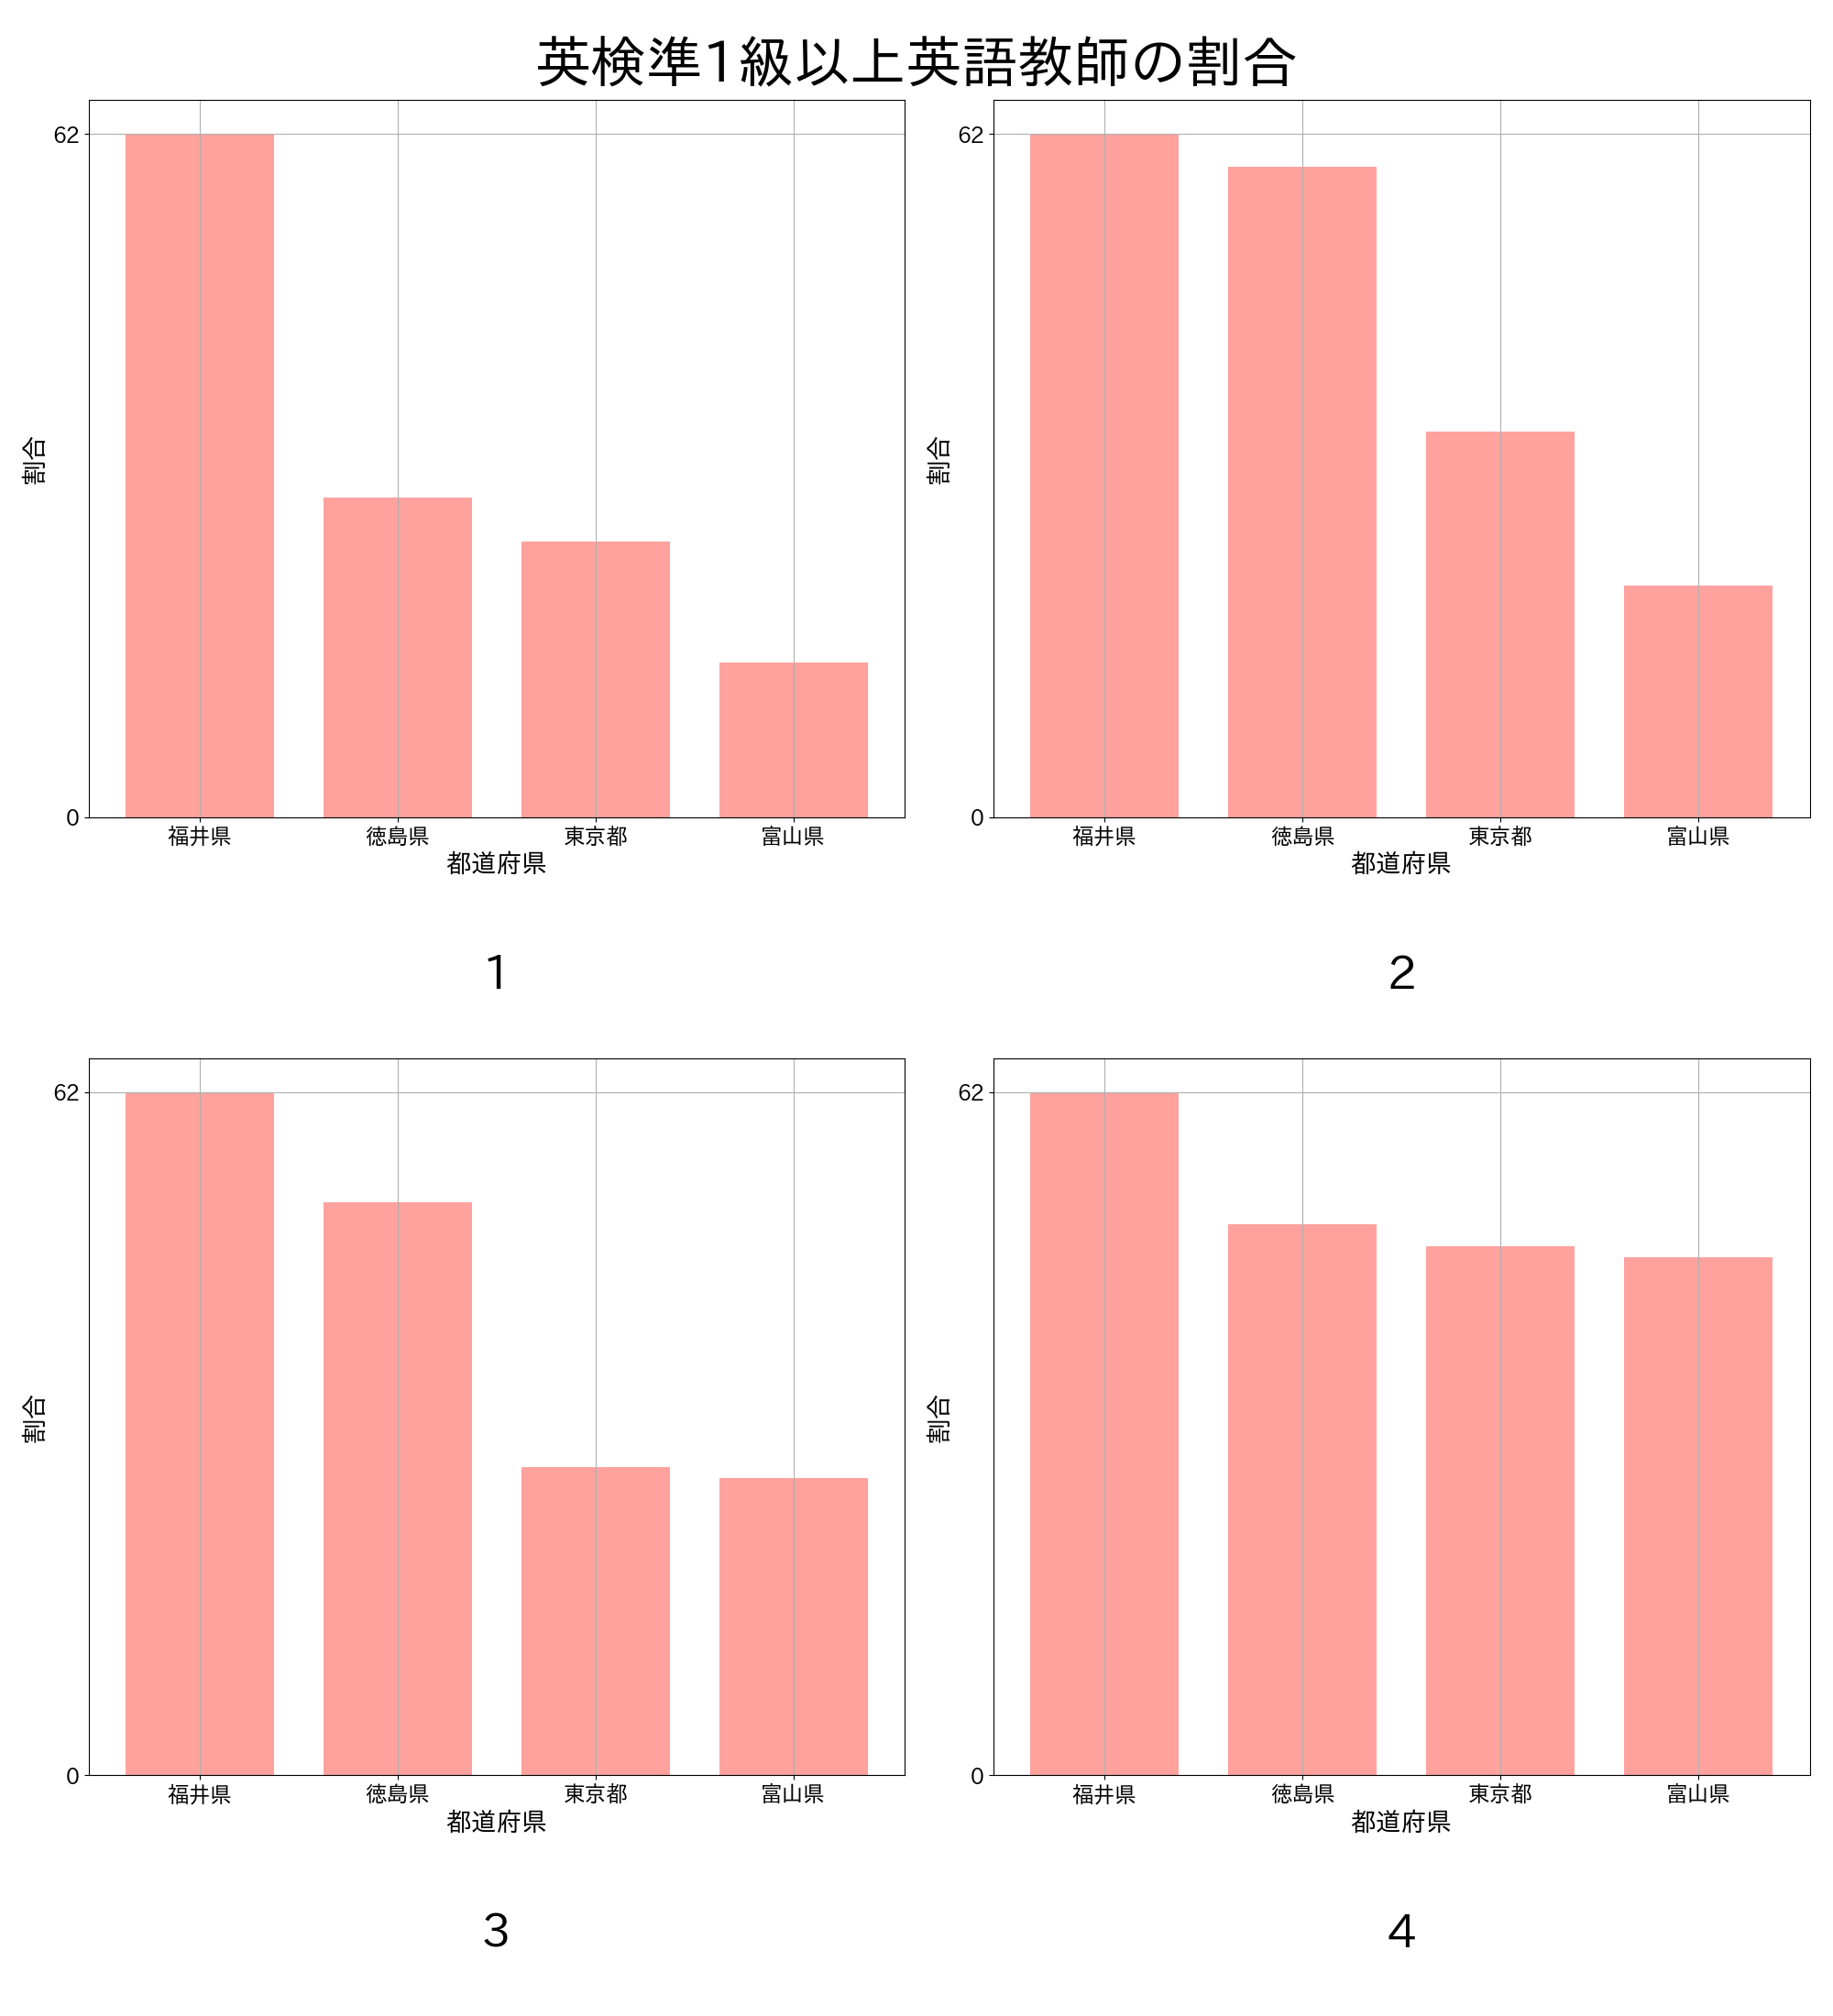 英検準1級以上英語教師の割合
62
0
割合
福井県 徳島県 東京都 富山県
都道府県
1
62
0
割合
福井県 徳島県 東京都 富山県
都道府県
2
62
0
割合
福井県 徳島県 東京都 富山県
都道府県
3
62
0
割合
福井県 徳島県 東京都 富山県
都道府県
4